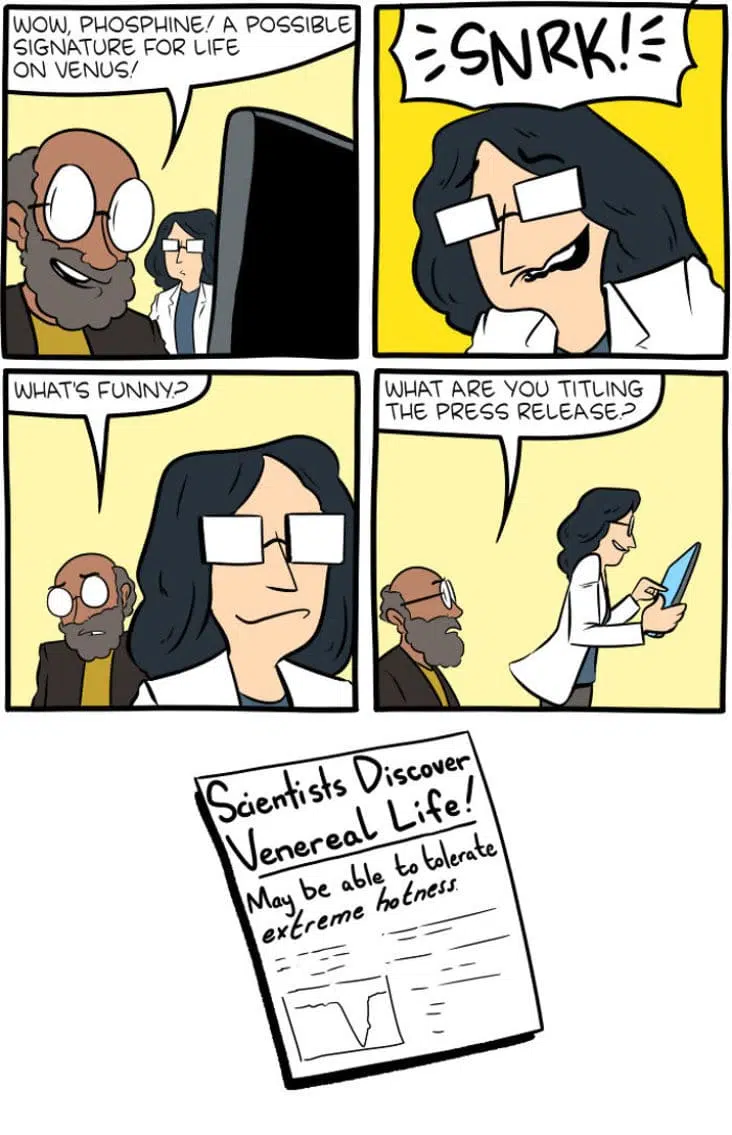 WOW, PHOSPHINE! A POSSIBLE
SIGNATURE FOR LIFE
ON VENUS!
SNRK!
WHAT'S FUNNY?
WHAT ARE YOU TITLING
THE PRESS RELEASE?
Scientists Discover
Venereal Life!
May be able to tolerate
extreme hotness.